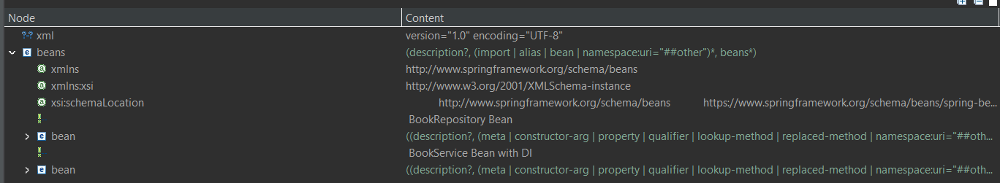 Node Content
?-? xml version="1.0" encoding="UTF-8"
e beans (description?, (import | alias | bean | namespace:uri="##other")*, beans*)
a xmlns http://www.springframework.org/schema/beans
a xmlns:xsi http://www.w3.org/2001/XMLSchema-instance
a xsi:schemaLocation http://www.springframework.org/schema/beans https://www.springframework.org/schema/beans/spring-be...
BookRepository Bean
e bean ((description?, (meta | constructor-arg | property | qualifier | lookup-method | replaced-method | namespace:uri="##oth...
BookService Bean with DI
e bean ((description?, (meta | constructor-arg | property | qualifier | lookup-method | replaced-method | namespace:uri="##oth...